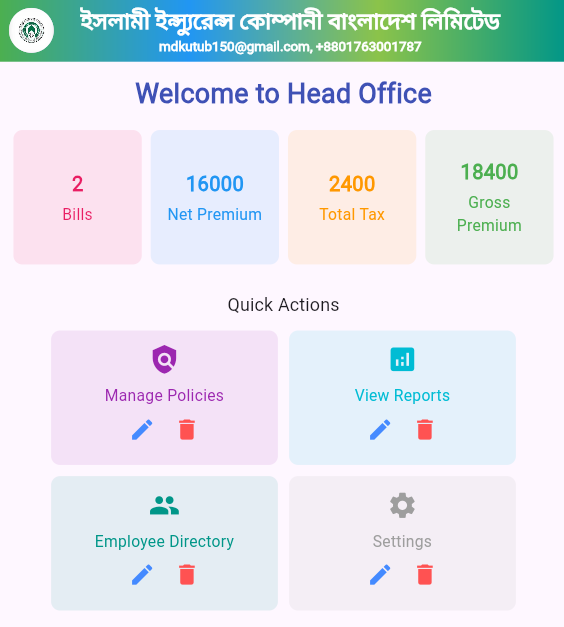 ইসলামী ইন্স্যুরেন্স কোম্পানী বাংলাদেশ লিমিটেড
mdkutub150@gmail.com, +8801763001787
Welcome to Head Office
2
Bills
16000
Net Premium
2400
Total Tax
18400
Gross
Premium
Quick Actions
Manage Policies
View Reports
Employee Directory
Settings